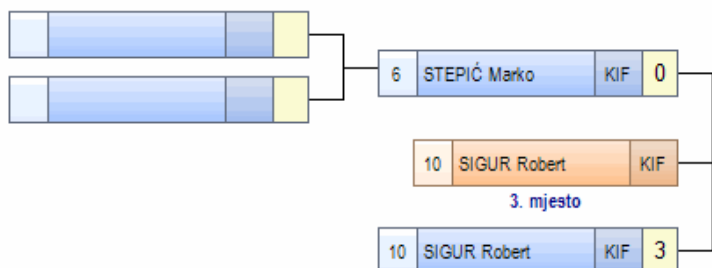 6 STEPIĆ Marko KIF 0
10 SIGUR Robert KIF
3. mjesto
10 SIGUR Robert KIF 3